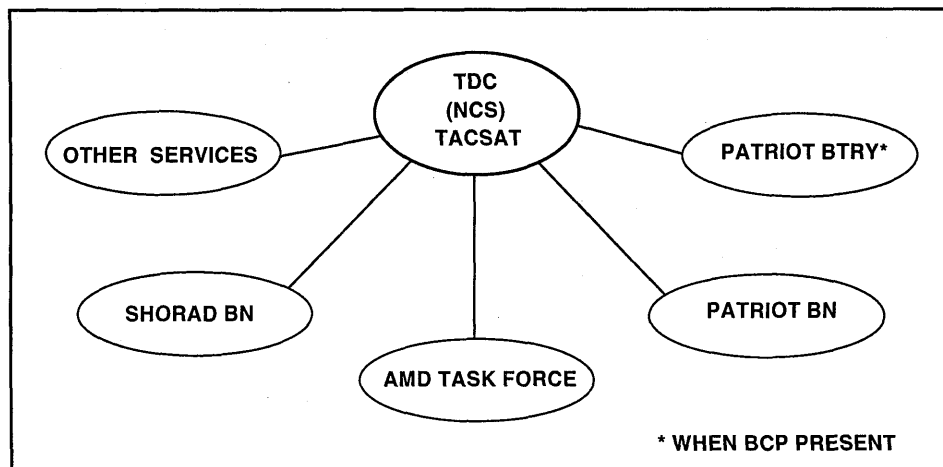 TDC
(NCS)
TACSAT
OTHER SERVICES
PATRIOT BTRY*
SHORAD BN
PATRIOT BN
AMD TASK FORCE
* WHEN BCP PRESENT